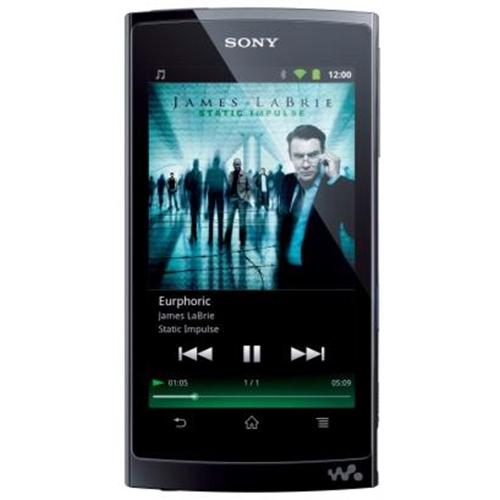 SONY
12:00
JAMES LABRIE
STATIC IMPULSE
Eurphoric
James LaBrie
Static Impulse
01:05 1 / 1 05:09